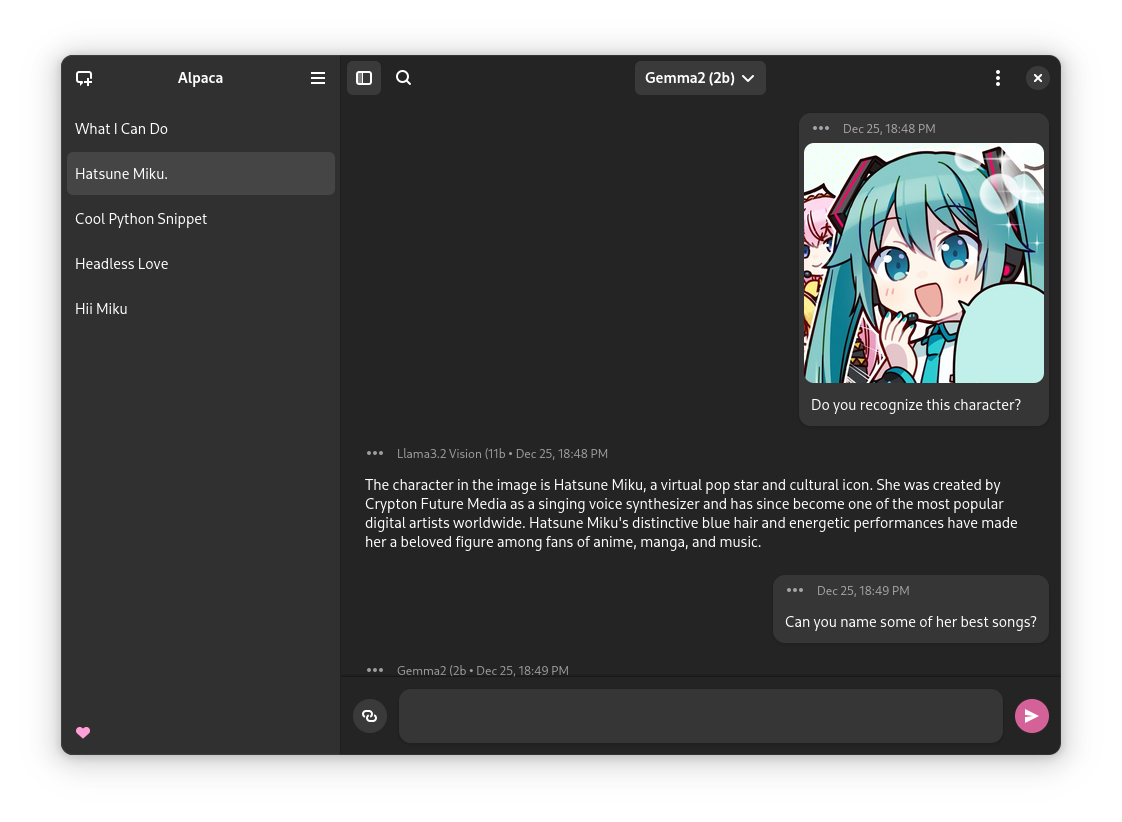 Alpaca
What I Can Do
Hatsune Miku.
Cool Python Snippet
Headless Love
Hii Miku
Gemma2 (2b)
Dec 25, 18:48 PM
Do you recognize this character?
Llama3.2 Vision (11b • Dec 25, 18:48 PM
The character in the image is Hatsune Miku, a virtual pop star and cultural icon. She was created by
Crypton Future Media as a singing voice synthesizer and has since become one of the most popular
digital artists worldwide. Hatsune Miku's distinctive blue hair and energetic performances have made
her a beloved figure among fans of anime, manga, and music.
Dec 25, 18:49 PM
Can you name some of her best songs?
Gemma2 (2b • Dec 25, 18:49 PM